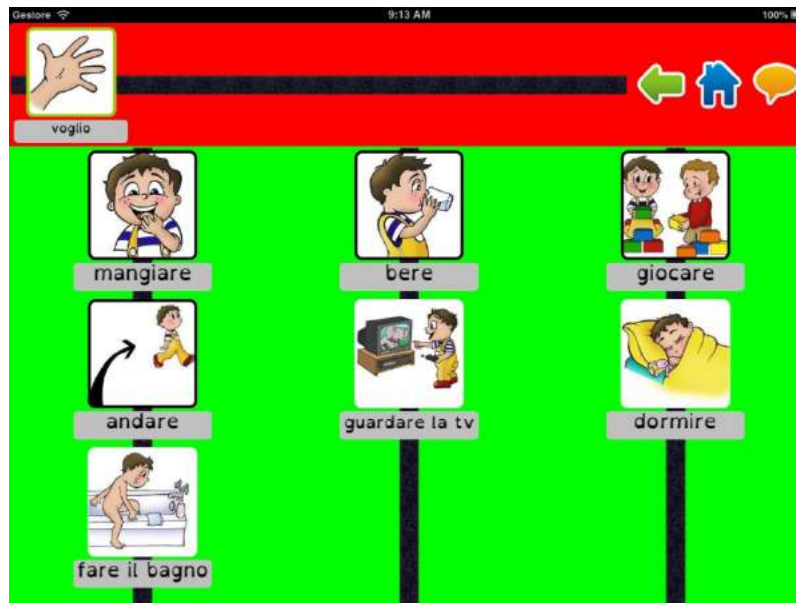 Gestore 9:13 AM 100%
voglio
mangiare bere giocare
andare guardare la tv dormire
fare il bagno